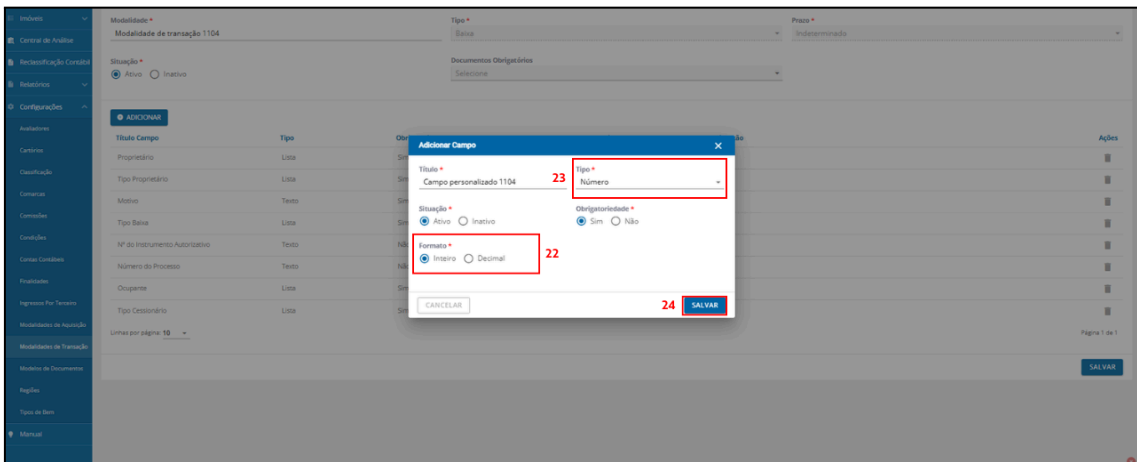 Imóveis
Central de Análise
Reclassificação Contábil
Relatórios
Configurações
Avaliadores
Cartórios
Classificação
Comarcas
Comissões
Condições
Contas Contábeis
Finalidades
Ingressos Por Terceiro
Modalidades de Aquisição
Modalidades de Transação
Modelos de Documentos
Regiões
Tipos de Bem
Manual
Modalidade *
Modalidade de transação 1104
Tipo *
Baixa
Prazo *
Indeterminado
Situação *
Ativo Inativo
Documentos Obrigatórios
Selecione
ADICIONAR
Título Campo Tipo Ações
Proprietário Lista
Tipo Proprietário Lista
Motivo Texto
Tipo Baixa Lista
Nº do Instrumento Autorizativo Texto
Número do Processo Texto
Ocupante Lista
Tipo Cessionário Lista
Linhas por página: 10
Página 1 de 1
SALVAR
Adicionar Campo
Título *
Campo personalizado 1104
23
Tipo *
Número
Situação *
Ativo Inativo
Obrigatoriedade *
Sim Não
Formato *
Inteiro Decimal
22
CANCELAR
24
SALVAR